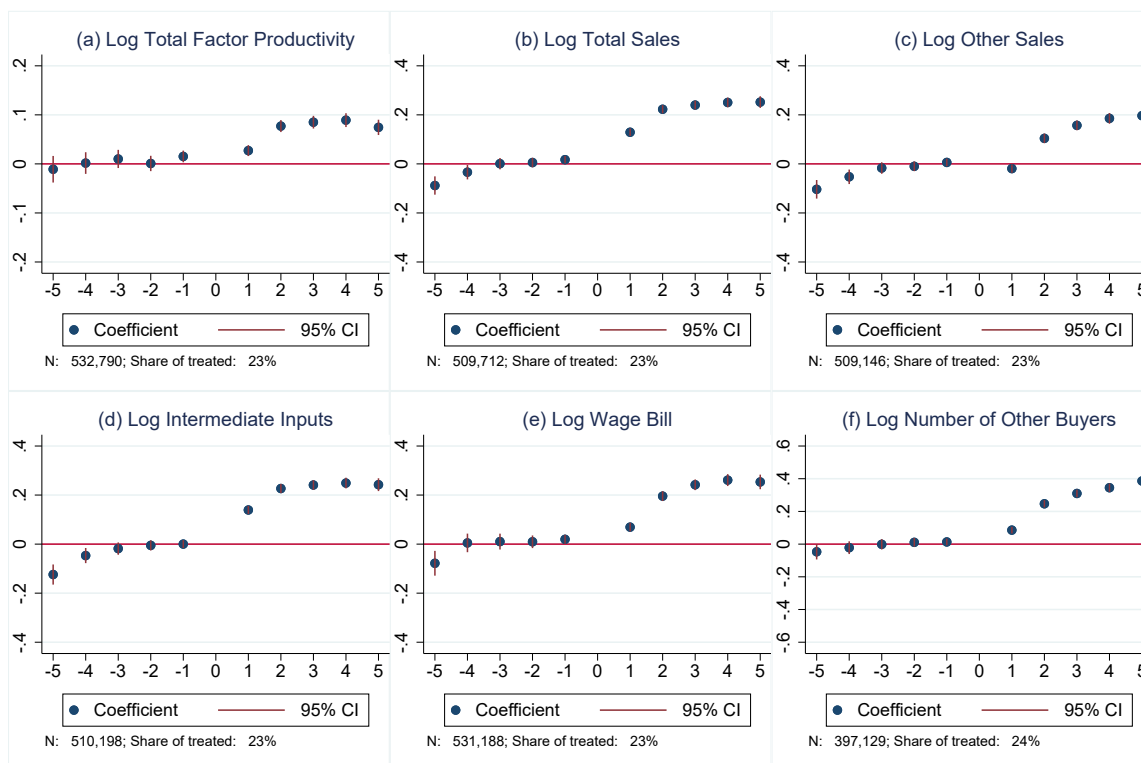 (a) Log Total Factor Productivity
.2
.1
0
-.1
-.2
-5 -4 -3 -2 -1 0 1 2 3 4 5
Coefficient 95% CI
N: 532,790; Share of treated: 23%
(b) Log Total Sales
.4
.2
0
-.2
-.4
-5 -4 -3 -2 -1 0 1 2 3 4 5
Coefficient 95% CI
N: 509,712; Share of treated: 23%
(c) Log Other Sales
.4
.2
0
-.2
-.4
-5 -4 -3 -2 -1 0 1 2 3 4 5
Coefficient 95% CI
N: 509,146; Share of treated: 23%
(d) Log Intermediate Inputs
.4
.2
0
-.2
-.4
-5 -4 -3 -2 -1 0 1 2 3 4 5
Coefficient 95% CI
N: 510,198; Share of treated: 23%
(e) Log Wage Bill
.4
.2
0
-.2
-.4
-5 -4 -3 -2 -1 0 1 2 3 4 5
Coefficient 95% CI
N: 531,188; Share of treated: 23%
(f) Log Number of Other Buyers
.6
.4
.2
0
-.2
-.4
-.6
-5 -4 -3 -2 -1 0 1 2 3 4 5
Coefficient 95% CI
N: 397,129; Share of treated: 24%